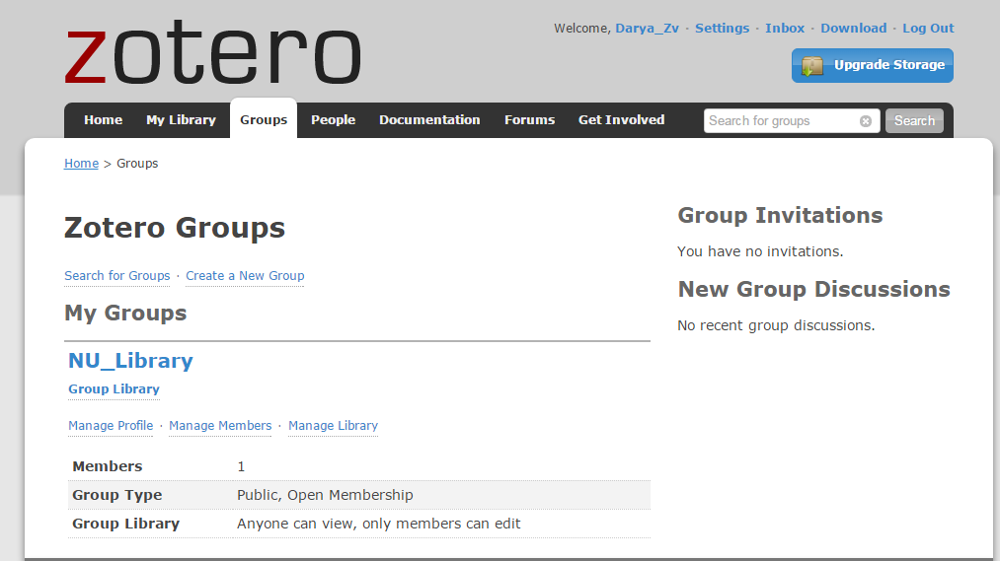 zotero
Welcome, Darya_Zv · Settings · Inbox · Download · Log Out
Upgrade Storage
Home My Library Groups People Documentation Forums Get Involved Search for groups Search
Home > Groups
Zotero Groups
Search for Groups · Create a New Group
My Groups
NU_Library
Group Library
Manage Profile · Manage Members · Manage Library
Members 1
Group Type Public, Open Membership
Group Library Anyone can view, only members can edit
Group Invitations
You have no invitations.
New Group Discussions
No recent group discussions.